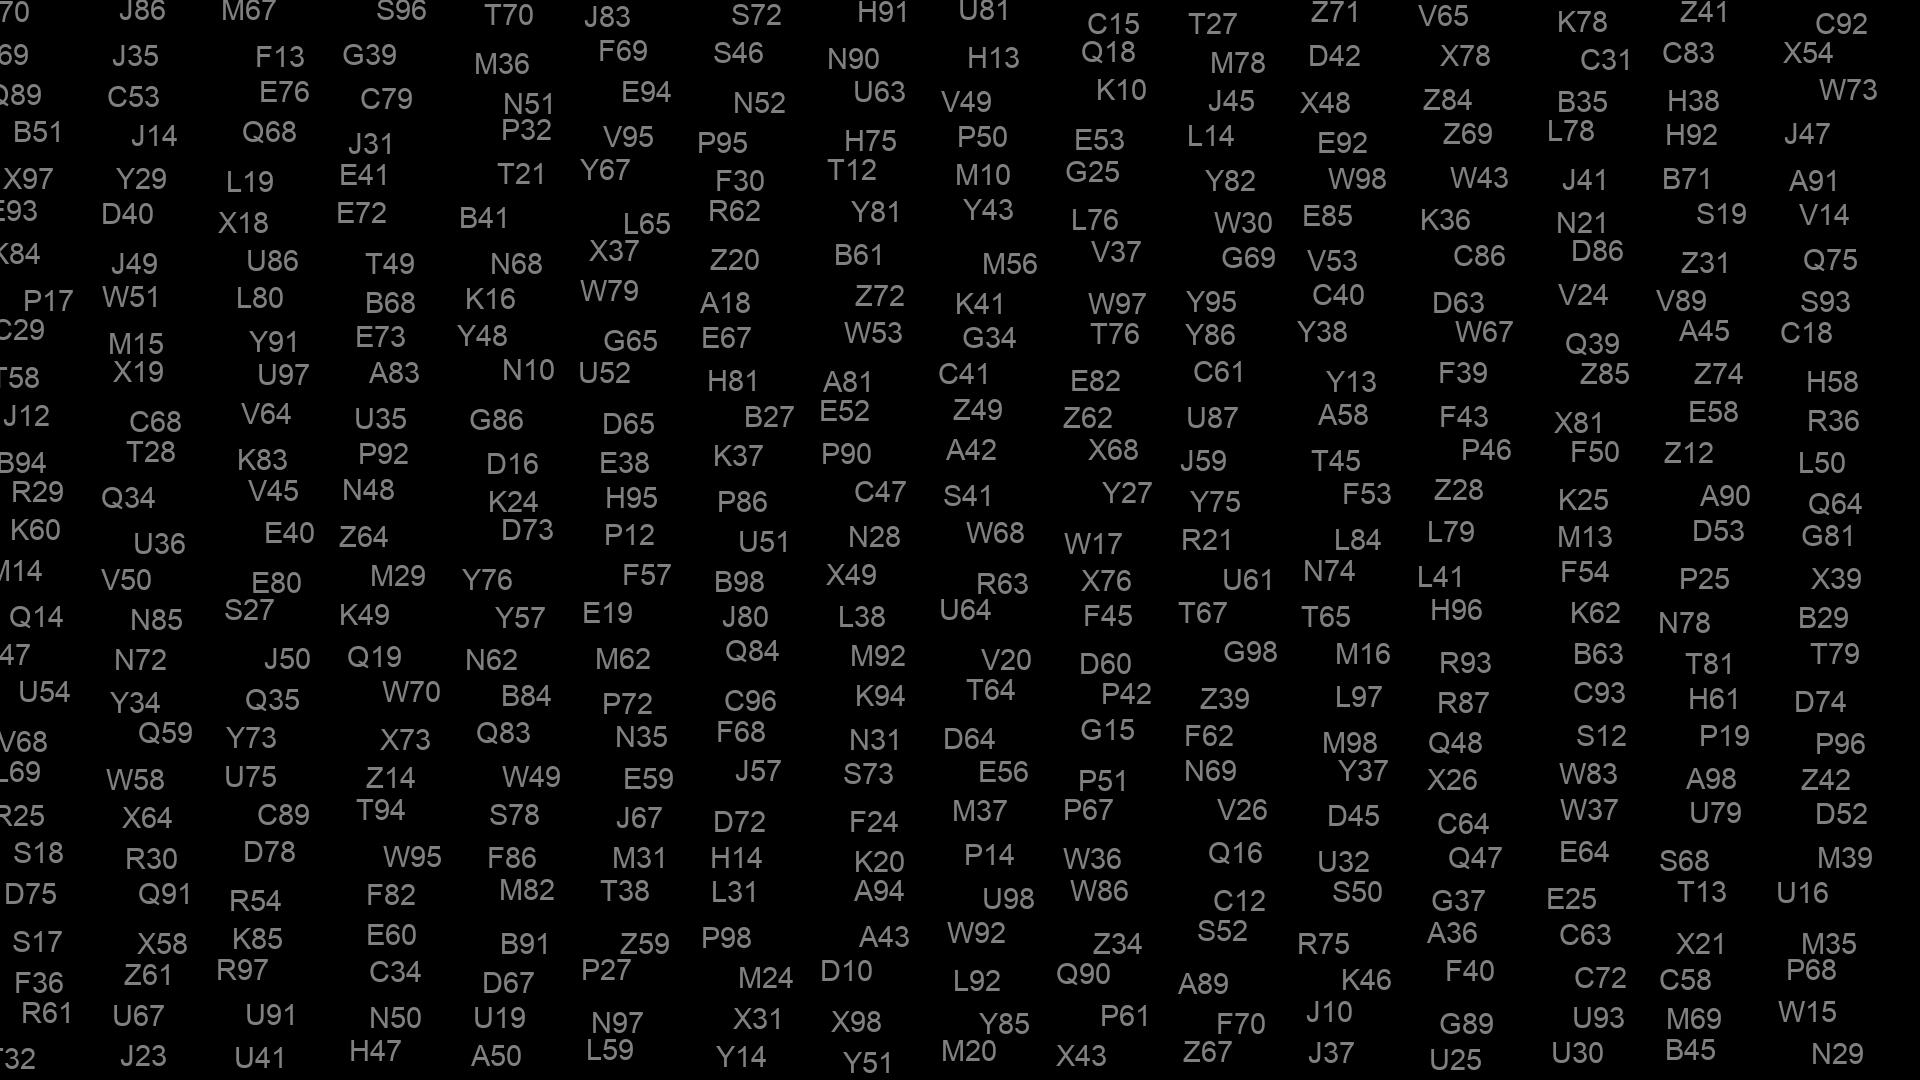 70 J86 M67 S96 T70 J83 S72 H91 U81 C15 T27 Z71 V65 K78 Z41 C92
69 J35 F13 G39 M36 F69 S46 N90 H13 Q18 M78 D42 X78 C31 C83 X54
Q89 C53 E76 C79 N51 E94 N52 U63 V49 K10 J45 X48 Z84 B35 H38 W73
B51 J14 Q68 J31 P32 V95 P95 H75 P50 E53 L14 E92 Z69 L78 H92 J47
X97 Y29 L19 E41 T21 Y67 F30 T12 M10 G25 Y82 W98 W43 J41 B71 A91
E93 D40 X18 E72 B41 L65 R62 Y81 Y43 L76 W30 E85 K36 N21 S19 V14
K84 J49 U86 T49 N68 X37 Z20 B61 M56 V37 G69 V53 C86 D86 Z31 Q75
P17 W51 L80 B68 K16 W79 A18 Z72 K41 W97 Y95 C40 D63 V24 V89 S93
C29 M15 Y91 E73 Y48 G65 E67 W53 G34 T76 Y86 Y38 W67 Q39 A45 C18
T58 X19 U97 A83 N10 U52 H81 A81 C41 E82 C61 Y13 F39 Z85 Z74 H58
J12 C68 V64 U35 G86 D65 B27 E52 Z49 Z62 U87 A58 F43 X81 E58 R36
B94 T28 K83 P92 D16 E38 K37 P90 A42 X68 J59 T45 P46 F50 Z12 L50
R29 Q34 V45 N48 K24 H95 P86 C47 S41 Y27 Y75 F53 Z28 K25 A90 Q64
K60 U36 E40 Z64 D73 P12 U51 N28 W68 W17 R21 L84 L79 M13 D53 G81
M14 V50 E80 M29 Y76 F57 B98 X49 R63 X76 U61 N74 L41 F54 P25 X39
Q14 N85 S27 K49 Y57 E19 J80 L38 U64 F45 T67 T65 H96 K62 N78 B29
47 N72 J50 Q19 N62 M62 Q84 M92 V20 D60 G98 M16 R93 B63 T81 T79
U54 Y34 Q35 W70 B84 P72 C96 K94 T64 P42 Z39 L97 R87 C93 H61 D74
V68 Q59 Y73 X73 Q83 N35 F68 N31 D64 G15 F62 M98 Q48 S12 P19 P96
L69 W58 U75 Z14 W49 E59 J57 S73 E56 P51 N69 Y37 X26 W83 A98 Z42
R25 X64 C89 T94 S78 J67 D72 F24 M37 P67 V26 D45 C64 W37 U79 D52
S18 R30 D78 W95 F86 M31 H14 K20 P14 W36 Q16 U32 Q47 E64 S68 M39
D75 Q91 R54 F82 M82 T38 L31 A94 U98 W86 C12 S50 G37 E25 T13 U16
S17 X58 K85 E60 B91 Z59 P98 A43 W92 Z34 S52 R75 A36 C63 X21 M35
F36 Z61 R97 C34 D67 P27 M24 D10 L92 Q90 A89 K46 F40 C72 C58 P68
R61 U67 U91 N50 U19 N97 X31 X98 Y85 P61 F70 J10 G89 U93 M69 W15
32 J23 U41 H47 A50 L59 Y14 Y51 M20 X43 Z67 J37 U25 U30 B45 N29